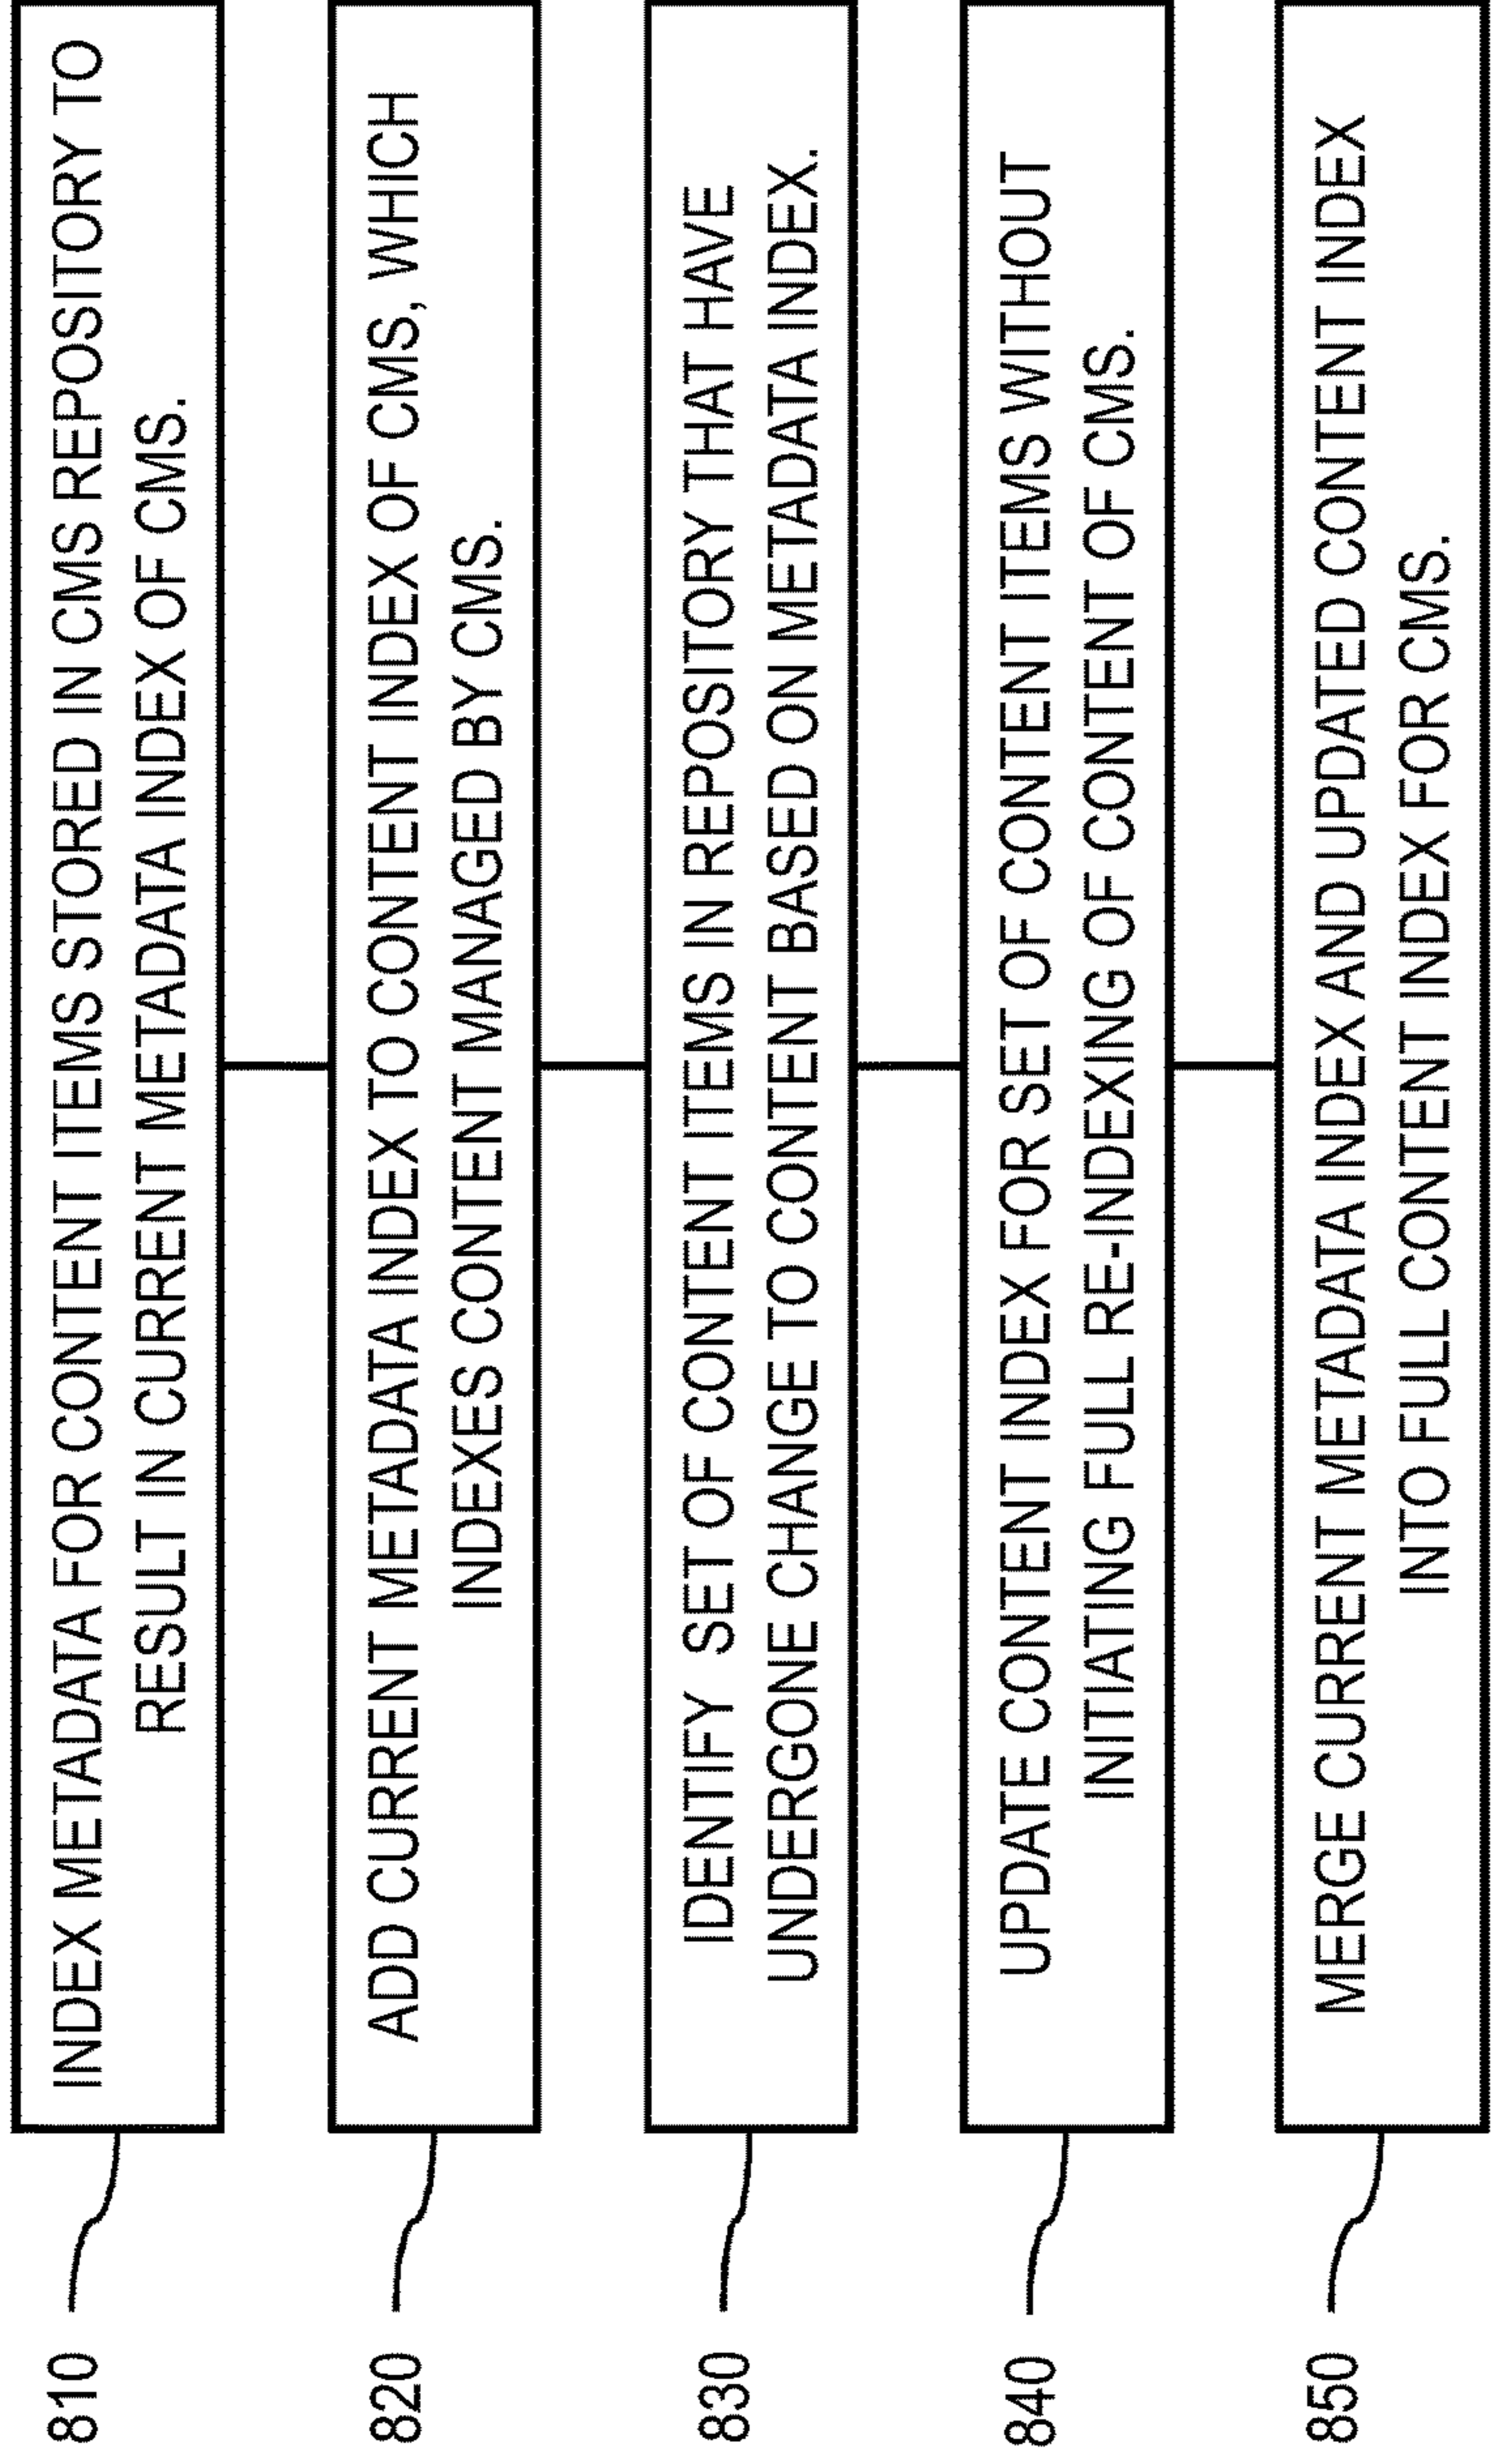 810
INDEX METADATA FOR CONTENT ITEMS STORED IN CMS REPOSITORY TO
RESULT IN CURRENT METADATA INDEX OF CMS.
820
ADD CURRENT METADATA INDEX TO CONTENT INDEX OF CMS, WHICH
INDEXES CONTENT MANAGED BY CMS.
830
IDENTIFY SET OF CONTENT ITEMS IN REPOSITORY THAT HAVE
UNDERGONE CHANGE TO CONTENT BASED ON METADATA INDEX.
840
UPDATE CONTENT INDEX FOR SET OF CONTENT ITEMS WITHOUT
INITIATING FULL RE-INDEXING OF CONTENT OF CMS.
850
MERGE CURRENT METADATA INDEX AND UPDATED CONTENT INDEX
INTO FULL CONTENT INDEX FOR CMS.